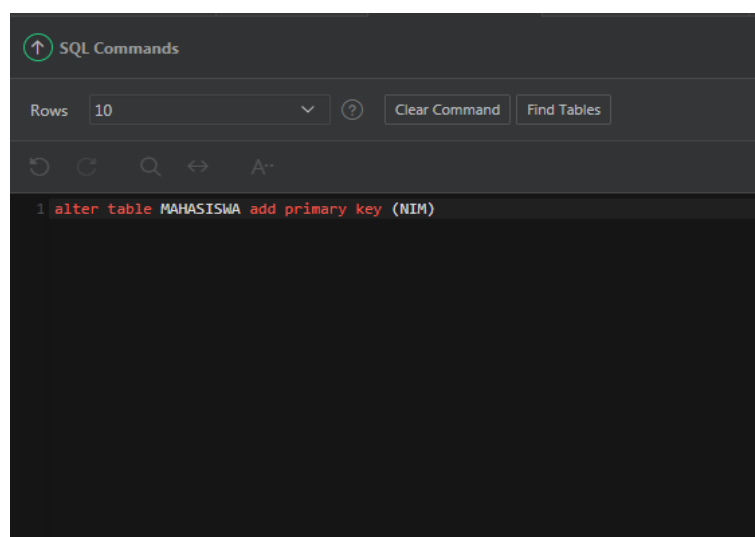 SQL Commands
Rows 10 Clear Command Find Tables
A
1 alter table MAHASISWA add primary key (NIM)